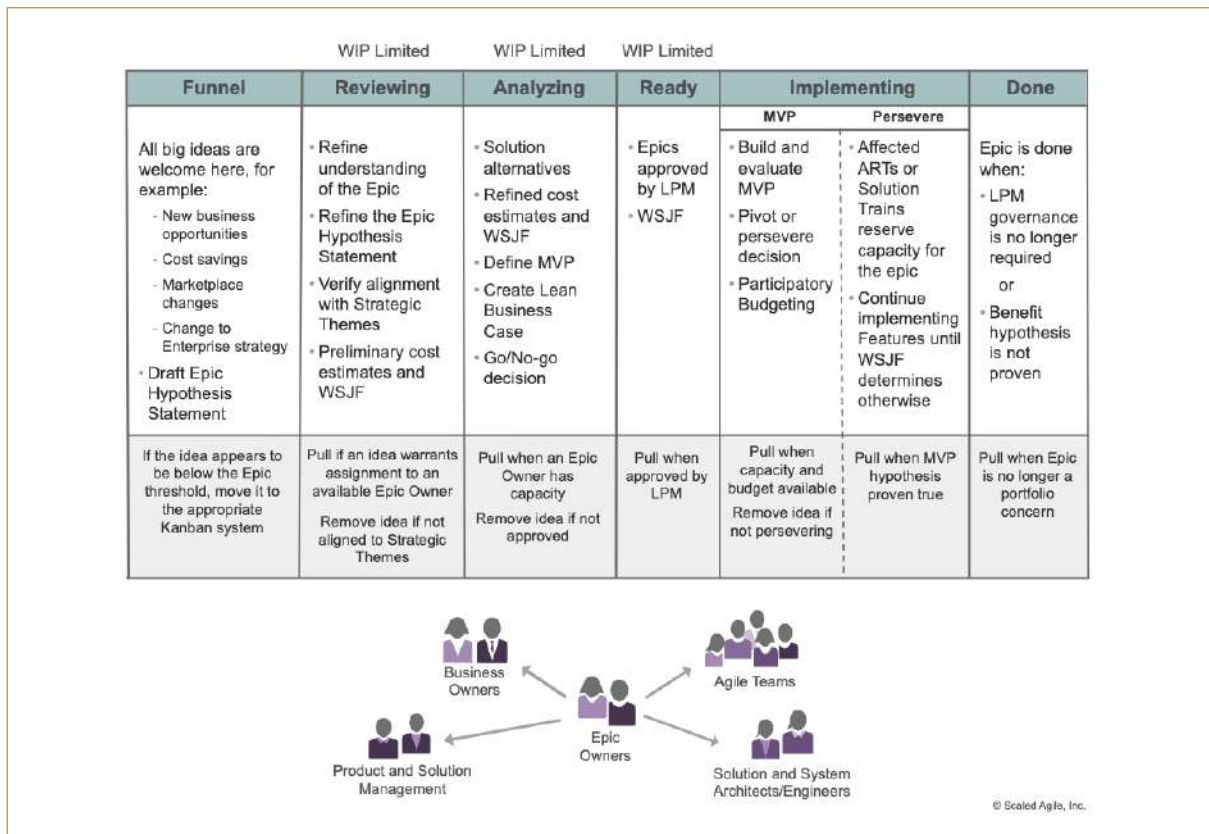 WIP Limited
WIP Limited
WIP Limited
Funnel
Reviewing
Analyzing
Ready
Implementing
Done
MVP
Persevere
All big ideas are
welcome here, for
example:
- New business
opportunities
- Cost savings
- Marketplace
changes
- Change to
Enterprise strategy
• Draft Epic
Hypothesis
Statement
• Refine
understanding
of the Epic
• Refine the Epic
Hypothesis
Statement
• Verify alignment
with Strategic
Themes
• Preliminary cost
estimates and
WSJF
• Solution
alternatives
• Refined cost
estimates and
WSJF
• Define MVP
• Create Lean
Business
Case
• Go/No-go
decision
• Epics
approved
by LPM
• WSJF
• Build and
evaluate
MVP
• Pivot or
persevere
decision
• Participatory
Budgeting
• Affected
ARTs or
Solution
Trains
reserve
capacity for
the epic
• Continue
implementing
Features until
WSJF
determines
otherwise
Epic is done
when:
• LPM
governance
is no longer
required
or
• Benefit
hypothesis
is not
proven
If the idea appears to
be below the Epic
threshold, move it to
the appropriate
Kanban system
Pull if an idea warrants
assignment to an
available Epic Owner
Remove idea if not
aligned to Strategic
Themes
Pull when an Epic
Owner has
capacity
Remove idea if not
approved
Pull when
approved by
LPM
Pull when
capacity and
budget available
Remove idea if
not persevering
Pull when MVP
hypothesis
proven true
Pull when Epic
is no longer a
portfolio
concern
Business
Owners
Agile Teams
Epic
Owners
Product and Solution
Management
Solution and System
Architects/Engineers
© Scaled Agile, Inc.